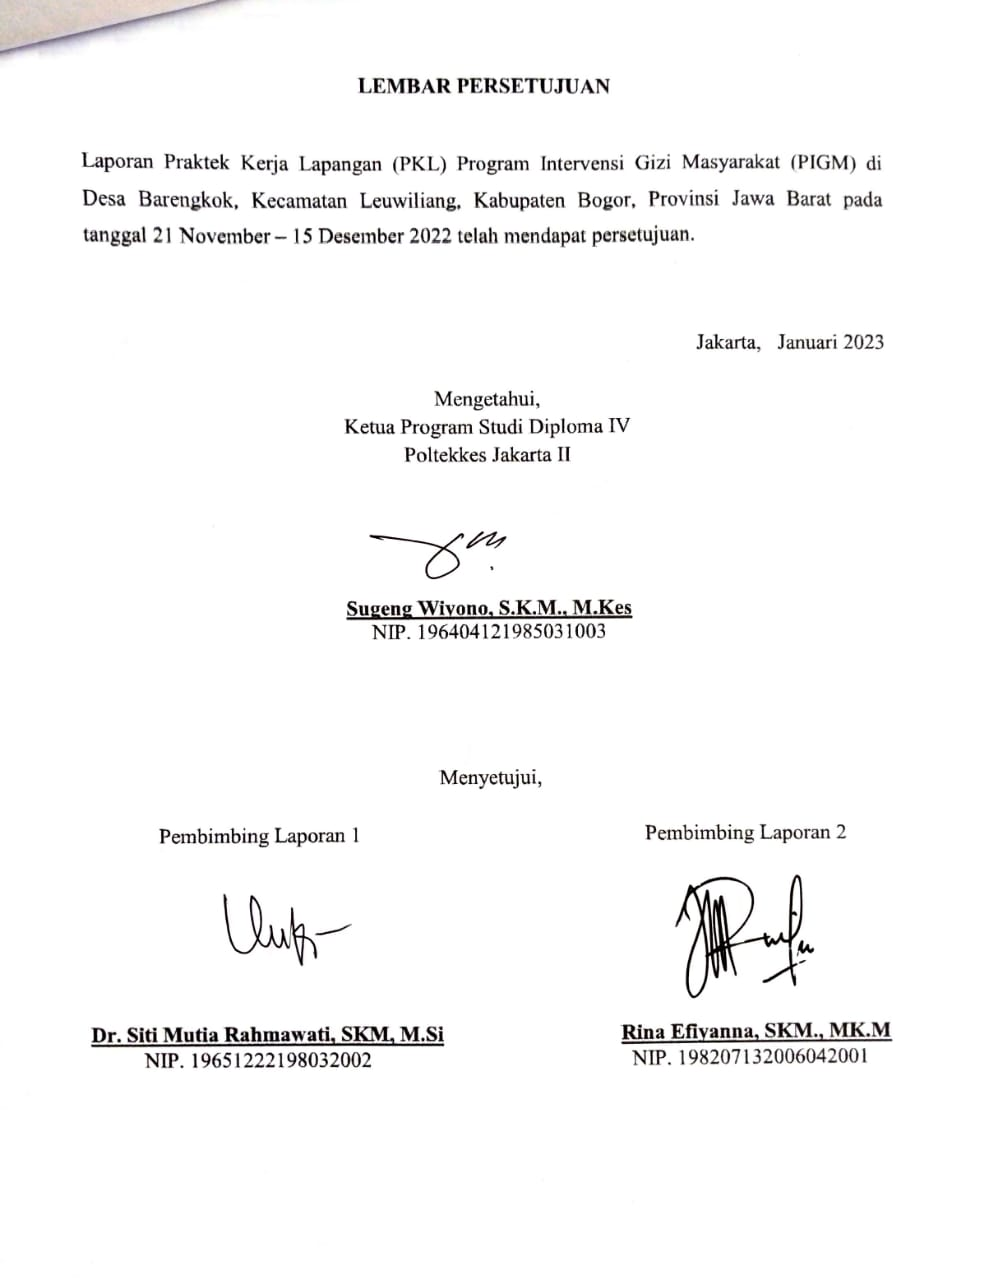 LEMBAR PERSETUJUAN
Laporan Praktek Kerja Lapangan (PKL) Program Intervensi Gizi Masyarakat (PIGM) di
Desa Barengkok, Kecamatan Leuwiliang, Kabupaten Bogor, Provinsi Jawa Barat pada
tanggal 21 November – 15 Desember 2022 telah mendapat persetujuan.
Jakarta, Januari 2023
Mengetahui,
Ketua Program Studi Diploma IV
Poltekkes Jakarta II
Sugeng Wiyono, S.K.M., M.Kes
NIP. 196404121985031003
Menyetujui,
Pembimbing Laporan 1
Pembimbing Laporan 2
Dr. Siti Mutia Rahmawati, SKM, M.Si
NIP. 19651222198032002
Rina Efiyanna, SKM., MK.M
NIP. 198207132006042001